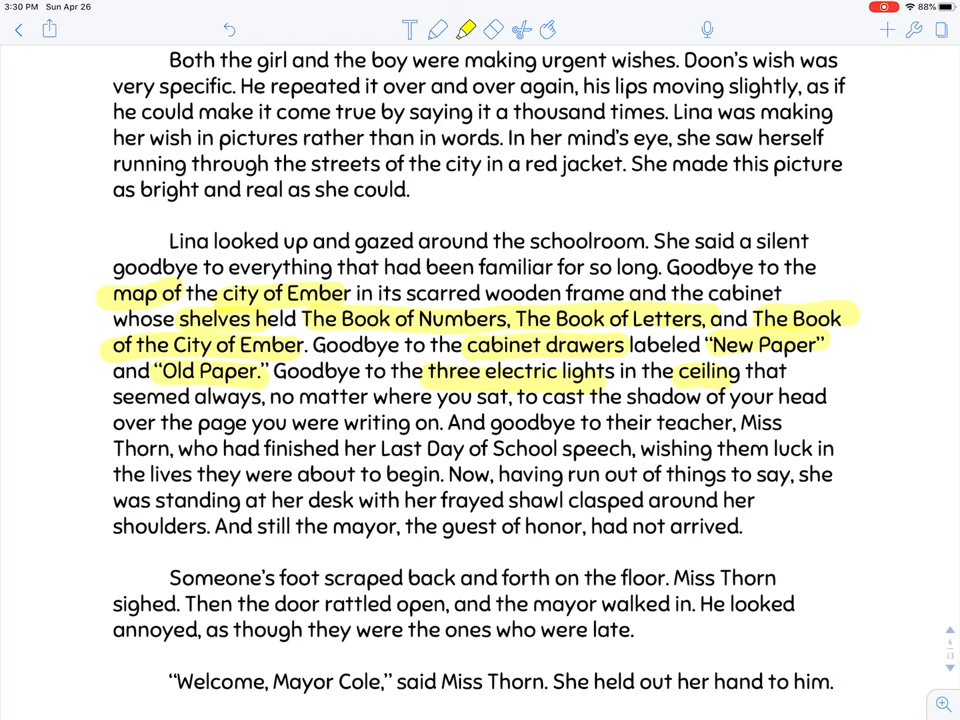 3:30 PM Sun Apr 26 88%
Both the girl and the boy were making urgent wishes. Doon's wish was
very specific. He repeated it over and over again, his lips moving slightly, as if
he could make it come true by saying it a thousand times. Lina was making
her wish in pictures rather than in words. In her mind's eye, she saw herself
running through the streets of the city in a red jacket. She made this picture
as bright and real as she could.
Lina looked up and gazed around the schoolroom. She said a silent
goodbye to everything that had been familiar for so long. Goodbye to the
map of the city of Ember in its scarred wooden frame and the cabinet
whose shelves held The Book of Numbers, The Book of Letters, and The Book
of the City of Ember. Goodbye to the cabinet drawers labeled “New Paper”
and “Old Paper.” Goodbye to the three electric lights in the ceiling that
seemed always, no matter where you sat, to cast the shadow of your head
over the page you were writing on. And goodbye to their teacher, Miss
Thorn, who had finished her Last Day of School speech, wishing them luck in
the lives they were about to begin. Now, having run out of things to say, she
was standing at her desk with her frayed shawl clasped around her
shoulders. And still the mayor, the guest of honor, had not arrived.
Someone's foot scraped back and forth on the floor. Miss Thorn
sighed. Then the door rattled open, and the mayor walked in. He looked
annoyed, as though they were the ones who were late.
6
13
“Welcome, Mayor Cole,” said Miss Thorn. She held out her hand to him.